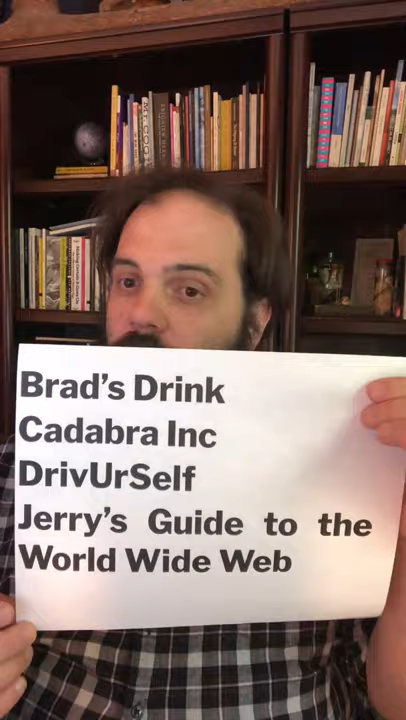 Brad's Drink
Cadabra Inc
DrivUrSelf
Jerry's Guide to the
World Wide Web